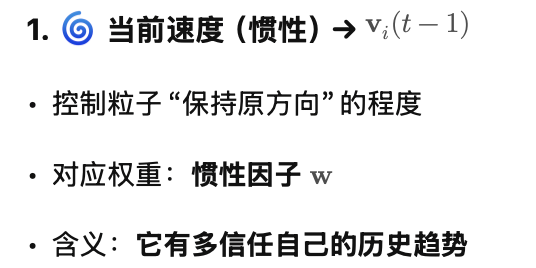 1. 🌀 当前速度（惯性）→ vᵢ(t − 1)
• 控制粒子“保持原方向”的程度
• 对应权重：惯性因子 w
• 含义：它有多信任自己的历史趋势